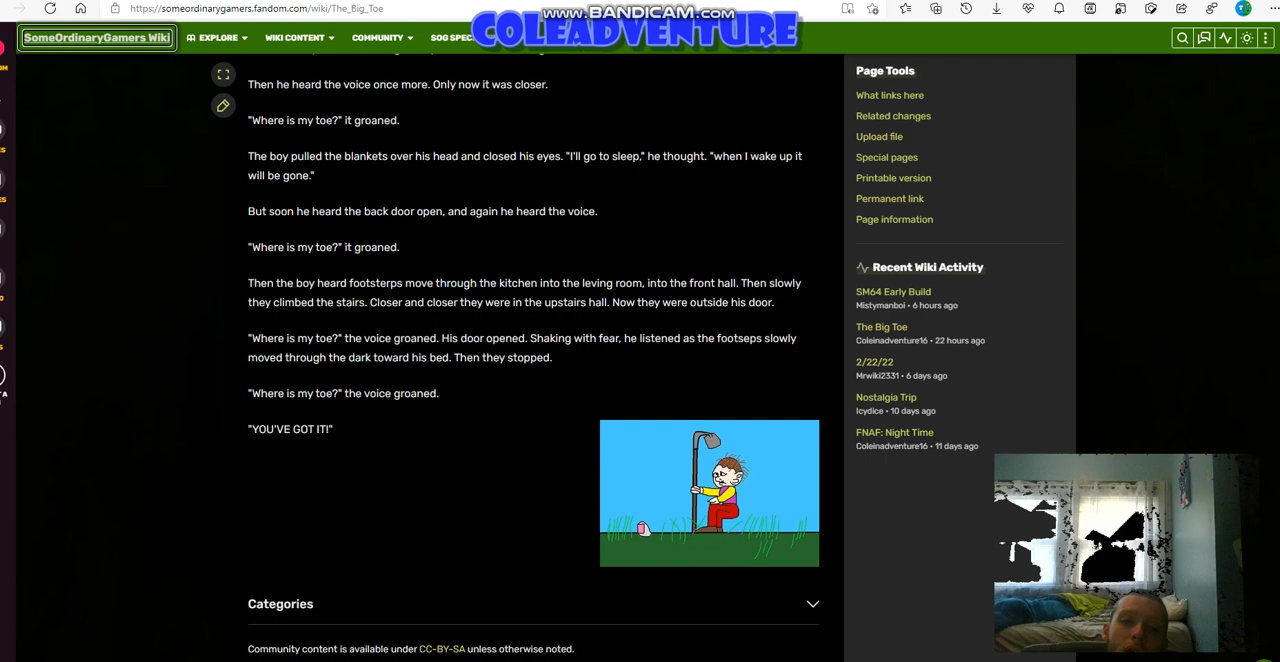 https://someordinarygamers.fandom.com/wiki/The_Big_Toe
www.BANDICAM.com
COLEADVENTURE
SomeOrdinaryGamers Wiki
EXPLORE
WIKI CONTENT
COMMUNITY
SOG SPEC
Then he heard the voice once more. Only now it was closer.
"Where is my toe?" it groaned.
The boy pulled the blankets over his head and closed his eyes. "I'll go to sleep," he thought. "when I wake up it
will be gone."
But soon he heard the back door open, and again he heard the voice.
"Where is my toe?" it groaned.
Then the boy heard footsteps move through the kitchen into the leving room, into the front hall. Then slowly
they climbed the stairs. Closer and closer they were in the upstairs hall. Now they were outside his door.
"Where is my toe?" the voice groaned. His door opened. Shaking with fear, he listened as the footseps slowly
moved through the dark toward his bed. Then they stopped.
"Where is my toe?" the voice groaned.
"YOU'VE GOT IT!"
Categories
Community content is available under CC-BY-SA unless otherwise noted.
Page Tools
What links here
Related changes
Upload file
Special pages
Printable version
Permanent link
Page information
Recent Wiki Activity
SM64 Early Build
Mistymanboi • 6 hours ago
The Big Toe
Coleinadventure16 • 22 hours ago
2/22/22
Mrwiki2331 • 6 days ago
Nostalgia Trip
Icydice • 10 days ago
FNAF: Night Time
Coleinadventure16 • 11 days ago